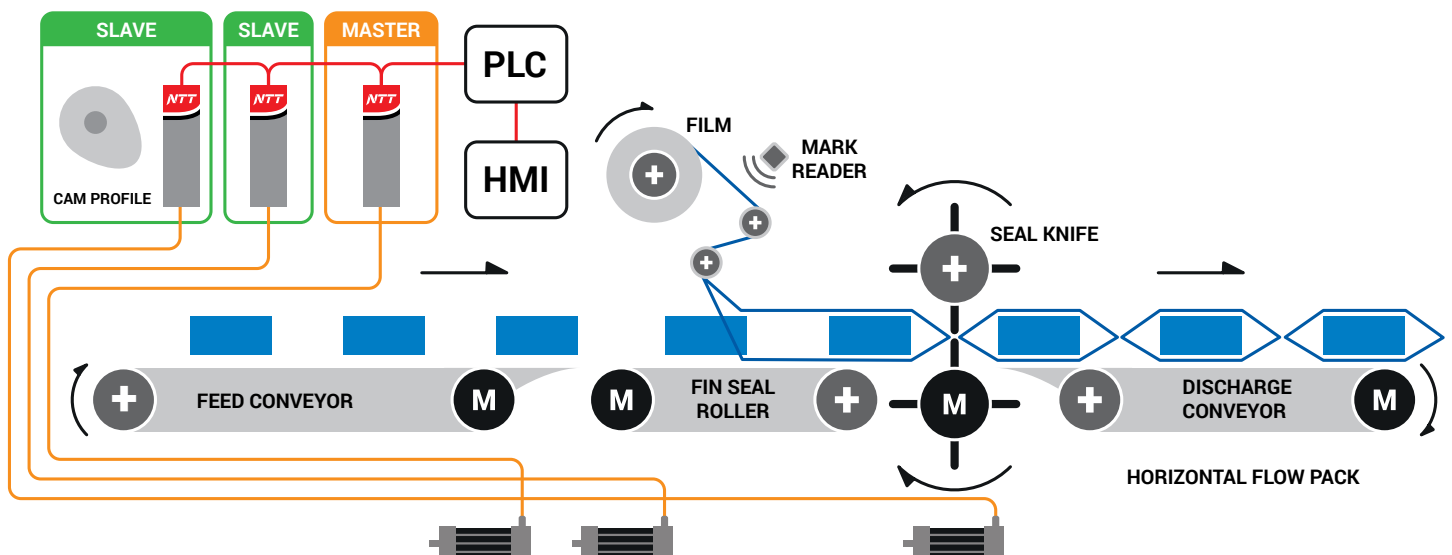 SLAVE
SLAVE
MASTER
NTT
NTT
NTT
CAM PROFILE
PLC
HMI
FILM
MARK
READER
SEAL KNIFE
FEED CONVEYOR
M
M
FIN SEAL
ROLLER
M
DISCHARGE
CONVEYOR
M
HORIZONTAL FLOW PACK